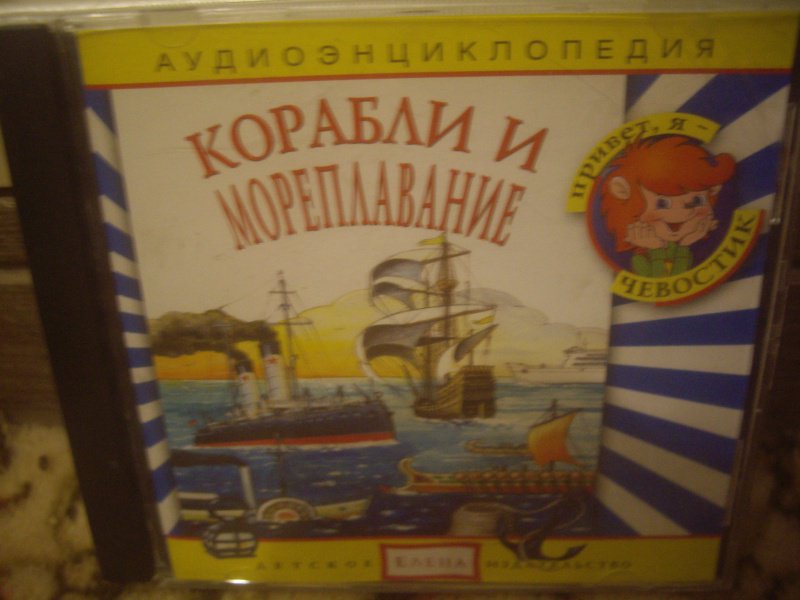 АУДИОЭНЦИКЛОПЕДИЯ
КОРАБЛИ И
МОРЕПЛАВАНИЕ
привет, я -
ЧЕВОСТИК
ДЕТСКОЕ ЕЛЕНА ИЗДАТЕЛЬСТВО